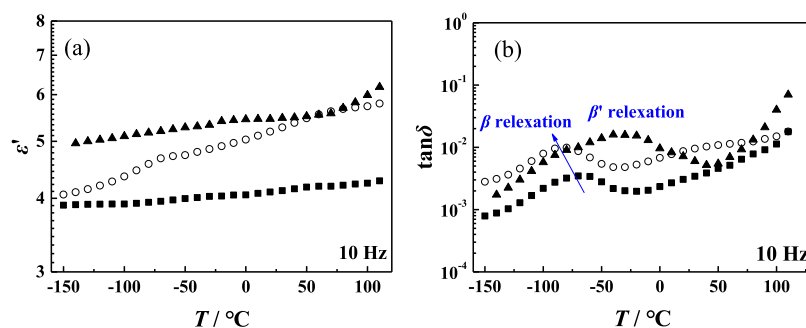 (a)
8
7
6
5
4
3
ε'
-150 -100 -50 0 50 100
T / °C
10 Hz
(b)
10⁰
10⁻¹
10⁻²
10⁻³
10⁻⁴
tanδ
β relexation
β' relaxation
-150 -100 -50 0 50 100
T / °C
10 Hz